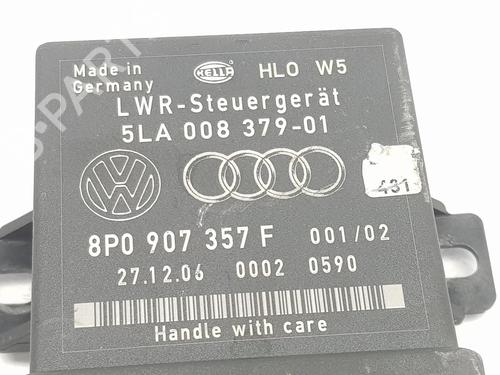 Made in
Germany
HELLA
HLO W5
LWR-Steuergerät
5LA 008 379-01
431
8P0 907 357 F 001/02
27.12.06 0002 0590
Handle with care